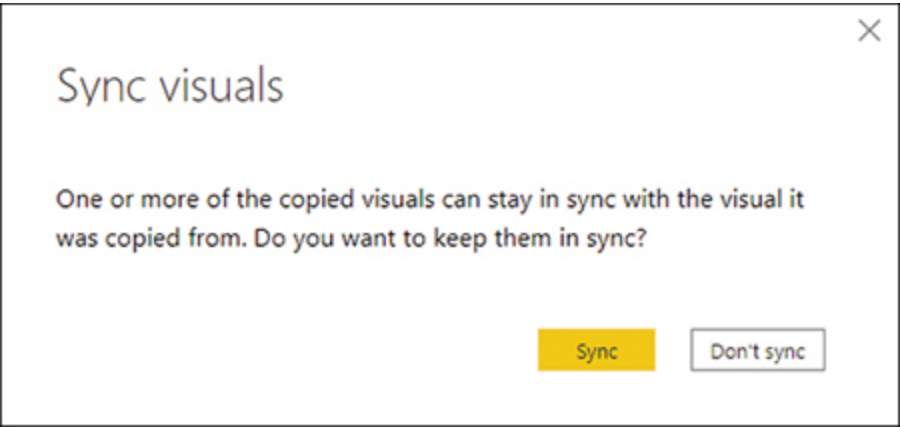 Sync visuals
One or more of the copied visuals can stay in sync with the visual it
was copied from. Do you want to keep them in sync?
Sync
Don't sync